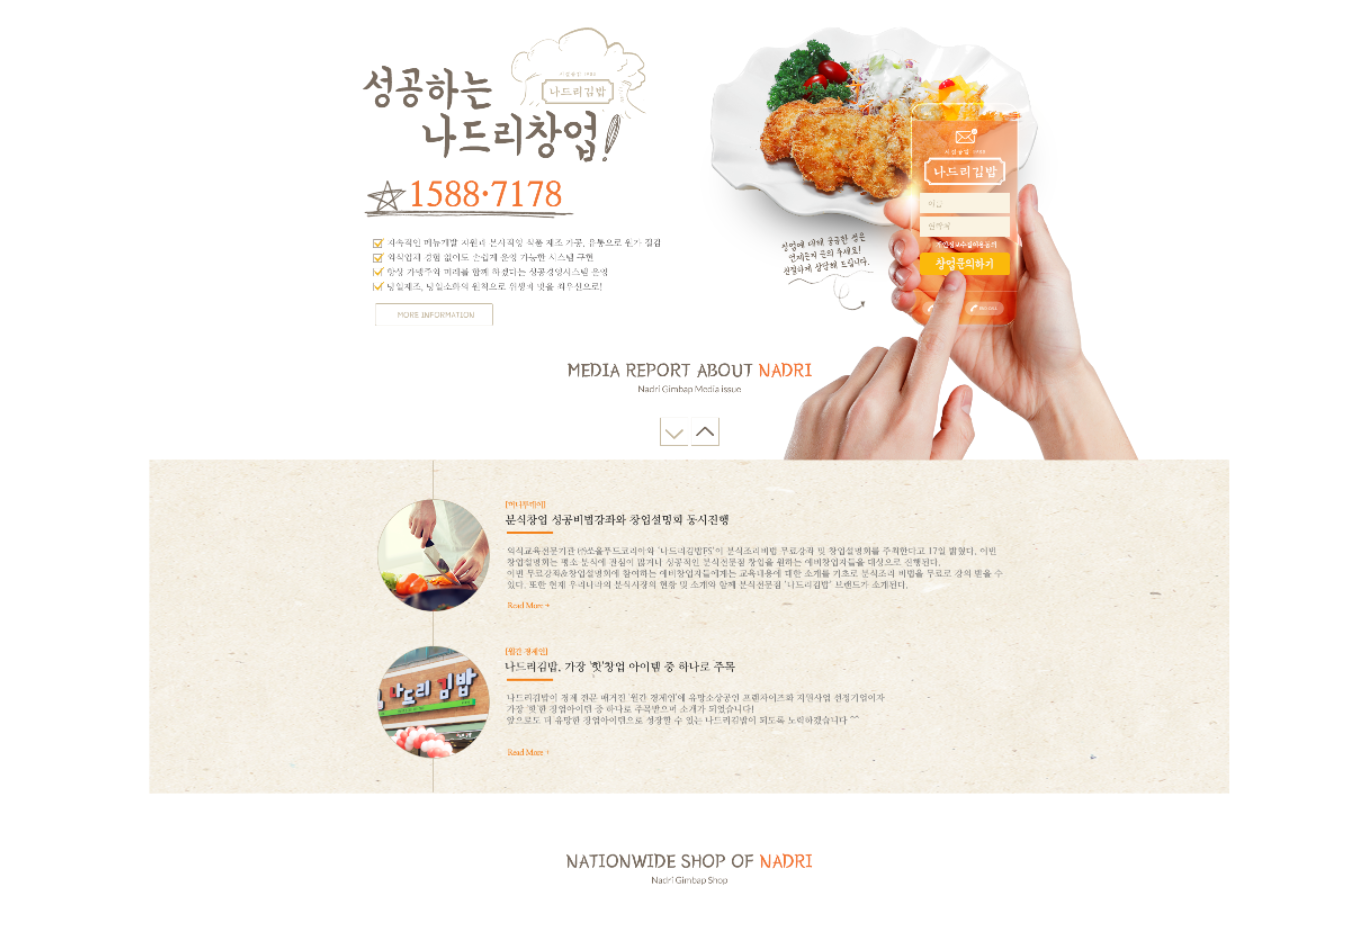 성공하는
나드리창업!
나드리김밥
1588·7178
지속적인 메뉴개발 지원과 본사직영 식품 제조 가공, 유통으로 원가 절감
외식업체 경험 없어도 손쉽게 운영 가능한 시스템 구현
항상 가맹주의 미래를 함께 하겠다는 성공경영시스템 운영
당일제조, 당일소화의 원칙으로 위생과 맛을 최우선으로!
MORE INFORMATION
창업에 대해 궁금한 점은
언제든지 문의 주세요!
친절하게 상담해 드립니다.
나드리김밥
이름
연락처
창업문의하기
MEDIA REPORT ABOUT NADRI
Nadri Gimbap Media issue
분식창업 성공비법강좌와 창업설명회 동시진행
외식교육전문기관 ㈜쏘울푸드코리아와 '나드리김밥FS'이 분식조리비법 무료강좌 및 창업설명회를 주최한다고 17일 밝혔다. 이번
창업설명회는 평소 분식에 관심이 많거나 성공적인 분식전문점 창업을 원하는 예비창업자들을 대상으로 진행된다.
이번 무료강좌&창업설명회에 참여하는 예비창업자들에게는 교육내용에 대한 소개를 기초로 분식조리 비법을 무료로 강의 받을 수
있다. 또한 현재 우리나라의 분식시장의 현황 및 소개와 함께 분식전문점 '나드리김밥' 브랜드가 소개된다.
Read More +
나드리 김밥
[월간 경제인]
나드리김밥, 가장 '핫'창업 아이템 중 하나로 주목
나드리김밥이 경제 전문 매거진 '월간 경제인'에 유망소상공인 프랜차이즈화 지원사업 선정기업이자
가장 '핫'한 창업아이템 중 하나로 주목받으며 소개가 되었습니다!
앞으로도 더 유망한 창업아이템으로 성장할 수 있는 나드리김밥이 되도록 노력하겠습니다 ^^
Read More +
NATIONWIDE SHOP OF NADRI
Nadri Gimbap Shop